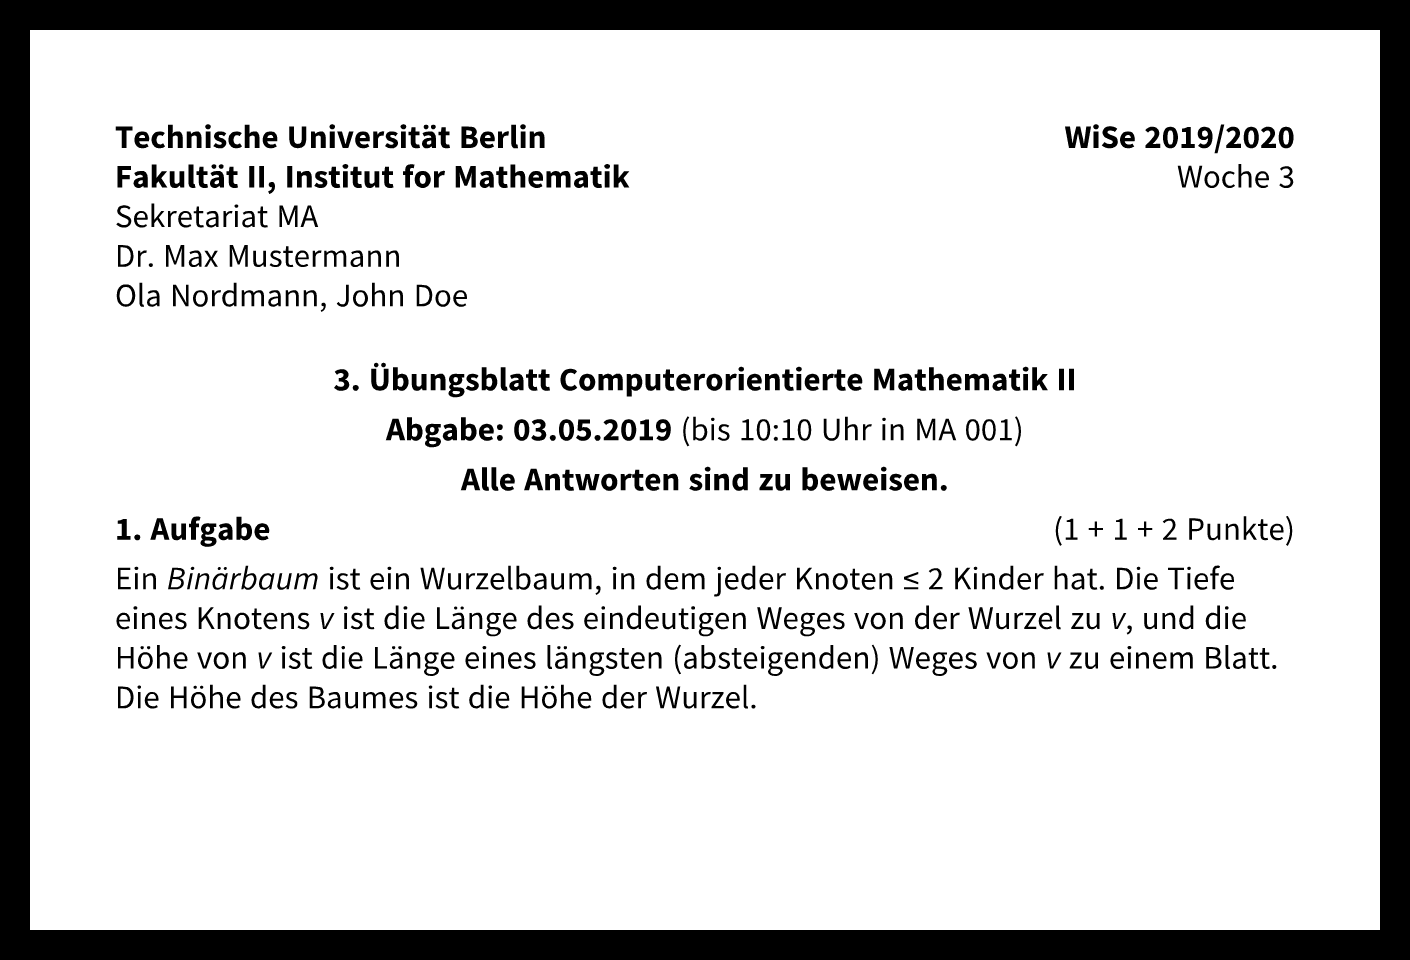 Technische Universität Berlin
WiSe 2019/2020
Fakultät II, Institut for Mathematik
Woche 3
Sekretariat MA
Dr. Max Mustermann
Ola Nordmann, John Doe
3. Übungsblatt Computerorientierte Mathematik II
Abgabe: 03.05.2019 (bis 10:10 Uhr in MA 001)
Alle Antworten sind zu beweisen.
1. Aufgabe
(1 + 1 + 2 Punkte)
Ein Binärbaum ist ein Wurzelbaum, in dem jeder Knoten ≤ 2 Kinder hat. Die Tiefe
eines Knotens v ist die Länge des eindeutigen Weges von der Wurzel zu v, und die
Höhe von v ist die Länge eines längsten (absteigenden) Weges von v zu einem Blatt.
Die Höhe des Baumes ist die Höhe der Wurzel.